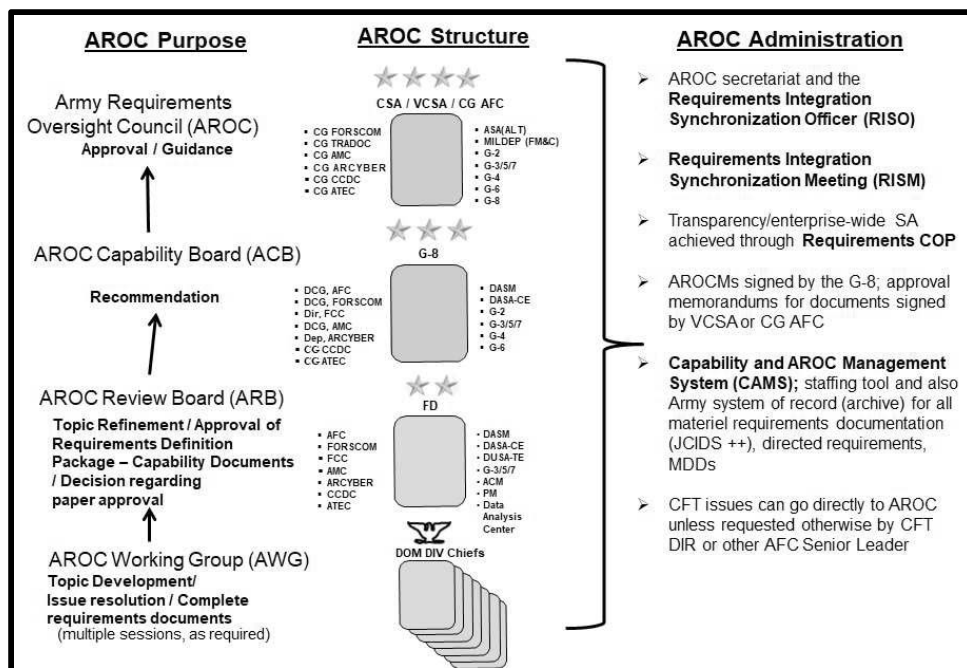 AROC Purpose
Army Requirements
Oversight Council (AROC)
Approval / Guidance
AROC Capability Board (ACB)
Recommendation
AROC Review Board (ARB)
Topic Refinement / Approval of
Requirements Definition
Package – Capability Documents
/ Decision regarding
paper approval
AROC Working Group (AWG)
Topic Development/
Issue resolution / Complete
requirements documents
(multiple sessions, as required)
AROC Structure
CSA / VCSA / CG AFC
▪ CG FORSCOM
▪ CG TRADOC
▪ CG AMC
▪ CG ARCYBER
▪ CG CCDC
▪ CG ATEC
▪ ASA(ALT)
▪ MILDEP (FM&C)
▪ G-2
▪ G-3/5/7
▪ G-4
▪ G-6
▪ G-8
G-8
▪ DCG, AFC
▪ DCG, FORSCOM
▪ Dir, FCC
▪ DCG, AMC
▪ Dep, ARCYBER
▪ CG CCDC
▪ CG ATEC
▪ DASM
▪ DASA-CE
▪ G-2
▪ G-3/5/7
▪ G-4
▪ G-6
FD
▪ AFC
▪ FORSCOM
▪ FCC
▪ AMC
▪ ARCYBER
▪ CCDC
▪ ATEC
▪ DASM
▪ DASA-CE
▪ DUSA-TE
▪ G-3/5/7
▪ ACM
▪ PM
▪ Data
Analysis
Center
DOM DIV Chiefs
AROC Administration
➢ AROC secretariat and the
Requirements Integration
Synchronization Officer (RISO)
➢ Requirements Integration
Synchronization Meeting (RISM)
➢ Transparency/enterprise-wide SA
achieved through Requirements COP
➢ AROCMs signed by the G-8; approval
memorandums for documents signed
by VCSA or CG AFC
➢ Capability and AROC Management
System (CAMS); staffing tool and also
Army system of record (archive) for all
materiel requirements documentation
(JCIDS ++), directed requirements,
MDDs
➢ CFT issues can go directly to AROC
unless requested otherwise by CFT
DIR or other AFC Senior Leader